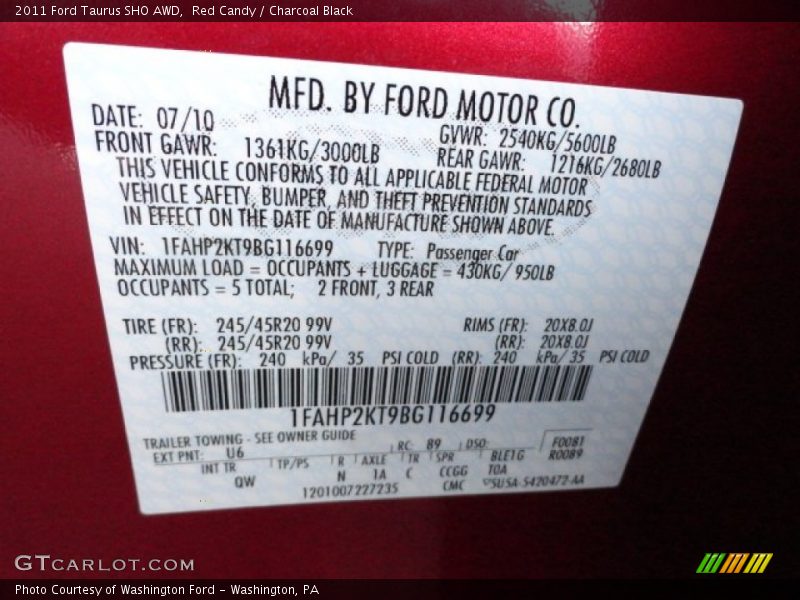 2011 Ford Taurus SHO AWD, Red Candy / Charcoal Black
MFD. BY FORD MOTOR CO.
DATE: 07/10 GVWR: 2540KG/5600LB
FRONT GAWR: 1361KG/3000LB REAR GAWR: 1216KG/2680LB
THIS VEHICLE CONFORMS TO ALL APPLICABLE FEDERAL MOTOR
VEHICLE SAFETY, BUMPER, AND THEFT PREVENTION STANDARDS
IN EFFECT ON THE DATE OF MANUFACTURE SHOWN ABOVE.
VIN: 1FAHP2KT9BG116699 TYPE: Passenger Car
MAXIMUM LOAD = OCCUPANTS + LUGGAGE = 430KG/ 950LB
OCCUPANTS = 5 TOTAL; 2 FRONT, 3 REAR
TIRE (FR): 245/45R20 99V RIMS (FR): 20X8.0J
(RR): 245/45R20 99V (RR): 20X8.0J
PRESSURE (FR): 240 kPa/ 35 PSI COLD (RR): 240 kPa/ 35 PSI COLD
1FAHP2KT9BG116699
TRAILER TOWING - SEE OWNER GUIDE
EXT PNT: U6 RC: 89 DSO: F0081
INT TR TP/PS R AXLE TR SPR BLE1G R0089
QW N 1A C CCGG TOA
1201007227235 CMC SUSA-5420472-AA
GTCARLOT.COM
Photo Courtesy of Washington Ford - Washington, PA